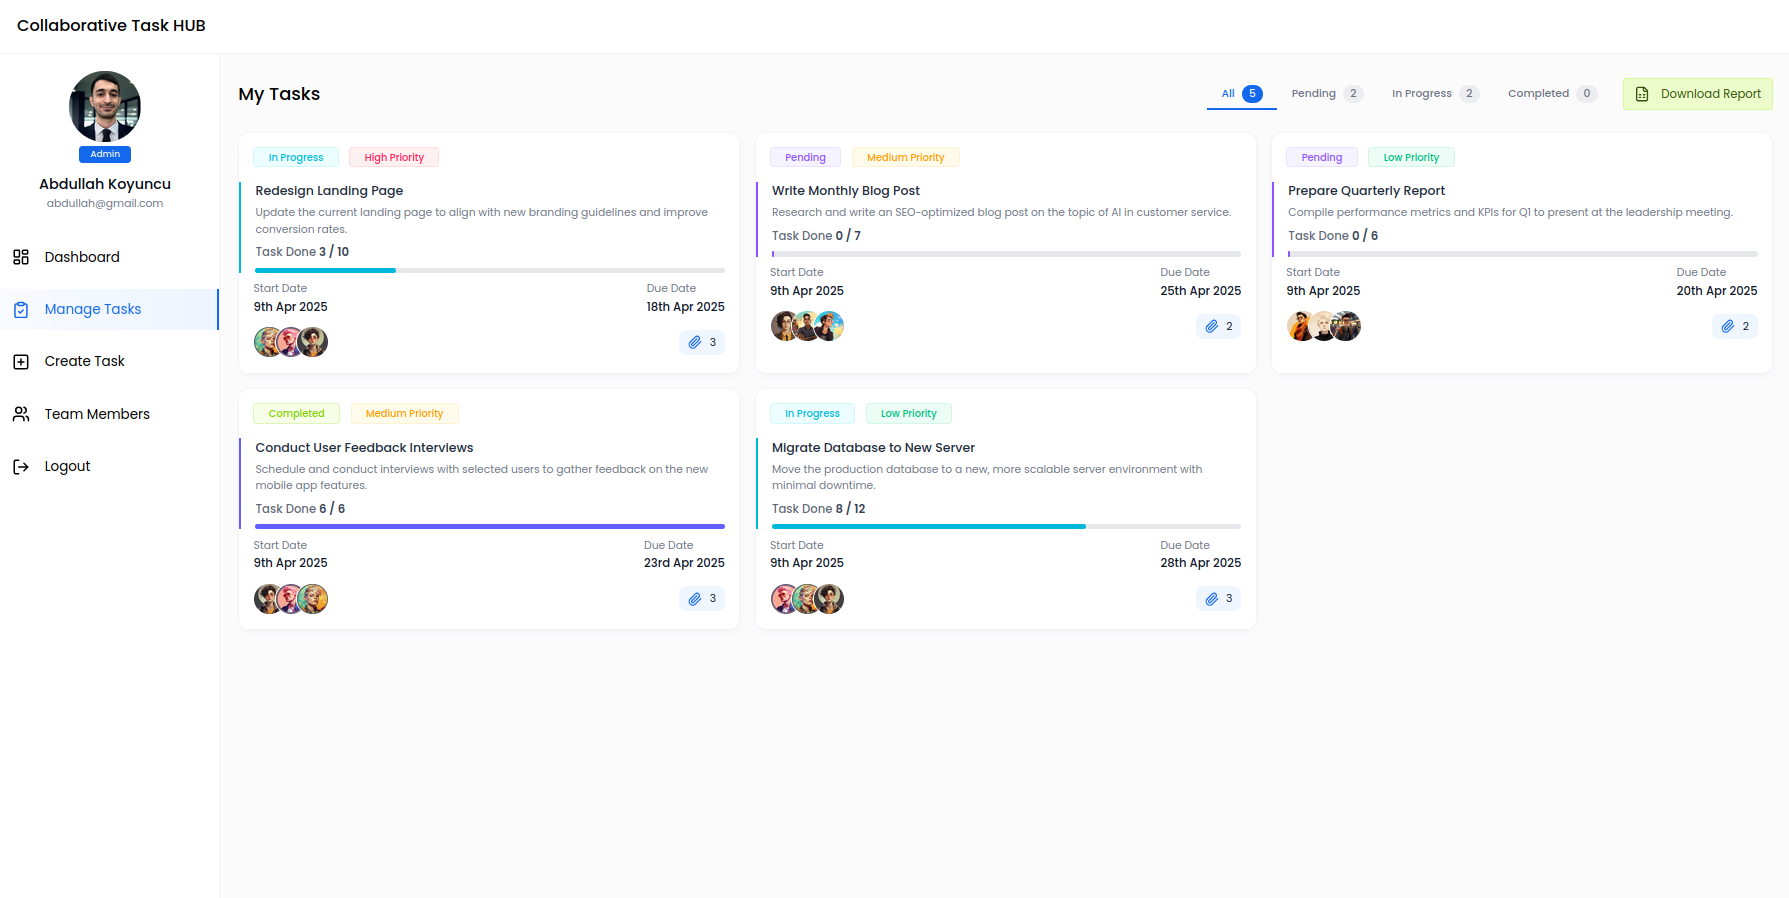 Collaborative Task HUB
Admin
Abdullah Koyuncu
abdullah@gmail.com
Dashboard
Manage Tasks
Create Task
Team Members
Logout
My Tasks
All 5
Pending 2
In Progress 2
Completed 0
Download Report
In Progress
High Priority
Redesign Landing Page
Update the current landing page to align with new branding guidelines and improve
conversion rates.
Task Done 3 / 10
Start Date
9th Apr 2025
Due Date
18th Apr 2025
3
Pending
Medium Priority
Write Monthly Blog Post
Research and write an SEO-optimized blog post on the topic of AI in customer service.
Task Done 0 / 7
Start Date
9th Apr 2025
Due Date
25th Apr 2025
2
Pending
Low Priority
Prepare Quarterly Report
Compile performance metrics and KPIs for Q1 to present at the leadership meeting.
Task Done 0 / 6
Start Date
9th Apr 2025
Due Date
20th Apr 2025
2
Completed
Medium Priority
Conduct User Feedback Interviews
Schedule and conduct interviews with selected users to gather feedback on the new
mobile app features.
Task Done 6 / 6
Start Date
9th Apr 2025
Due Date
23rd Apr 2025
3
In Progress
Low Priority
Migrate Database to New Server
Move the production database to a new, more scalable server environment with
minimal downtime.
Task Done 8 / 12
Start Date
9th Apr 2025
Due Date
28th Apr 2025
3